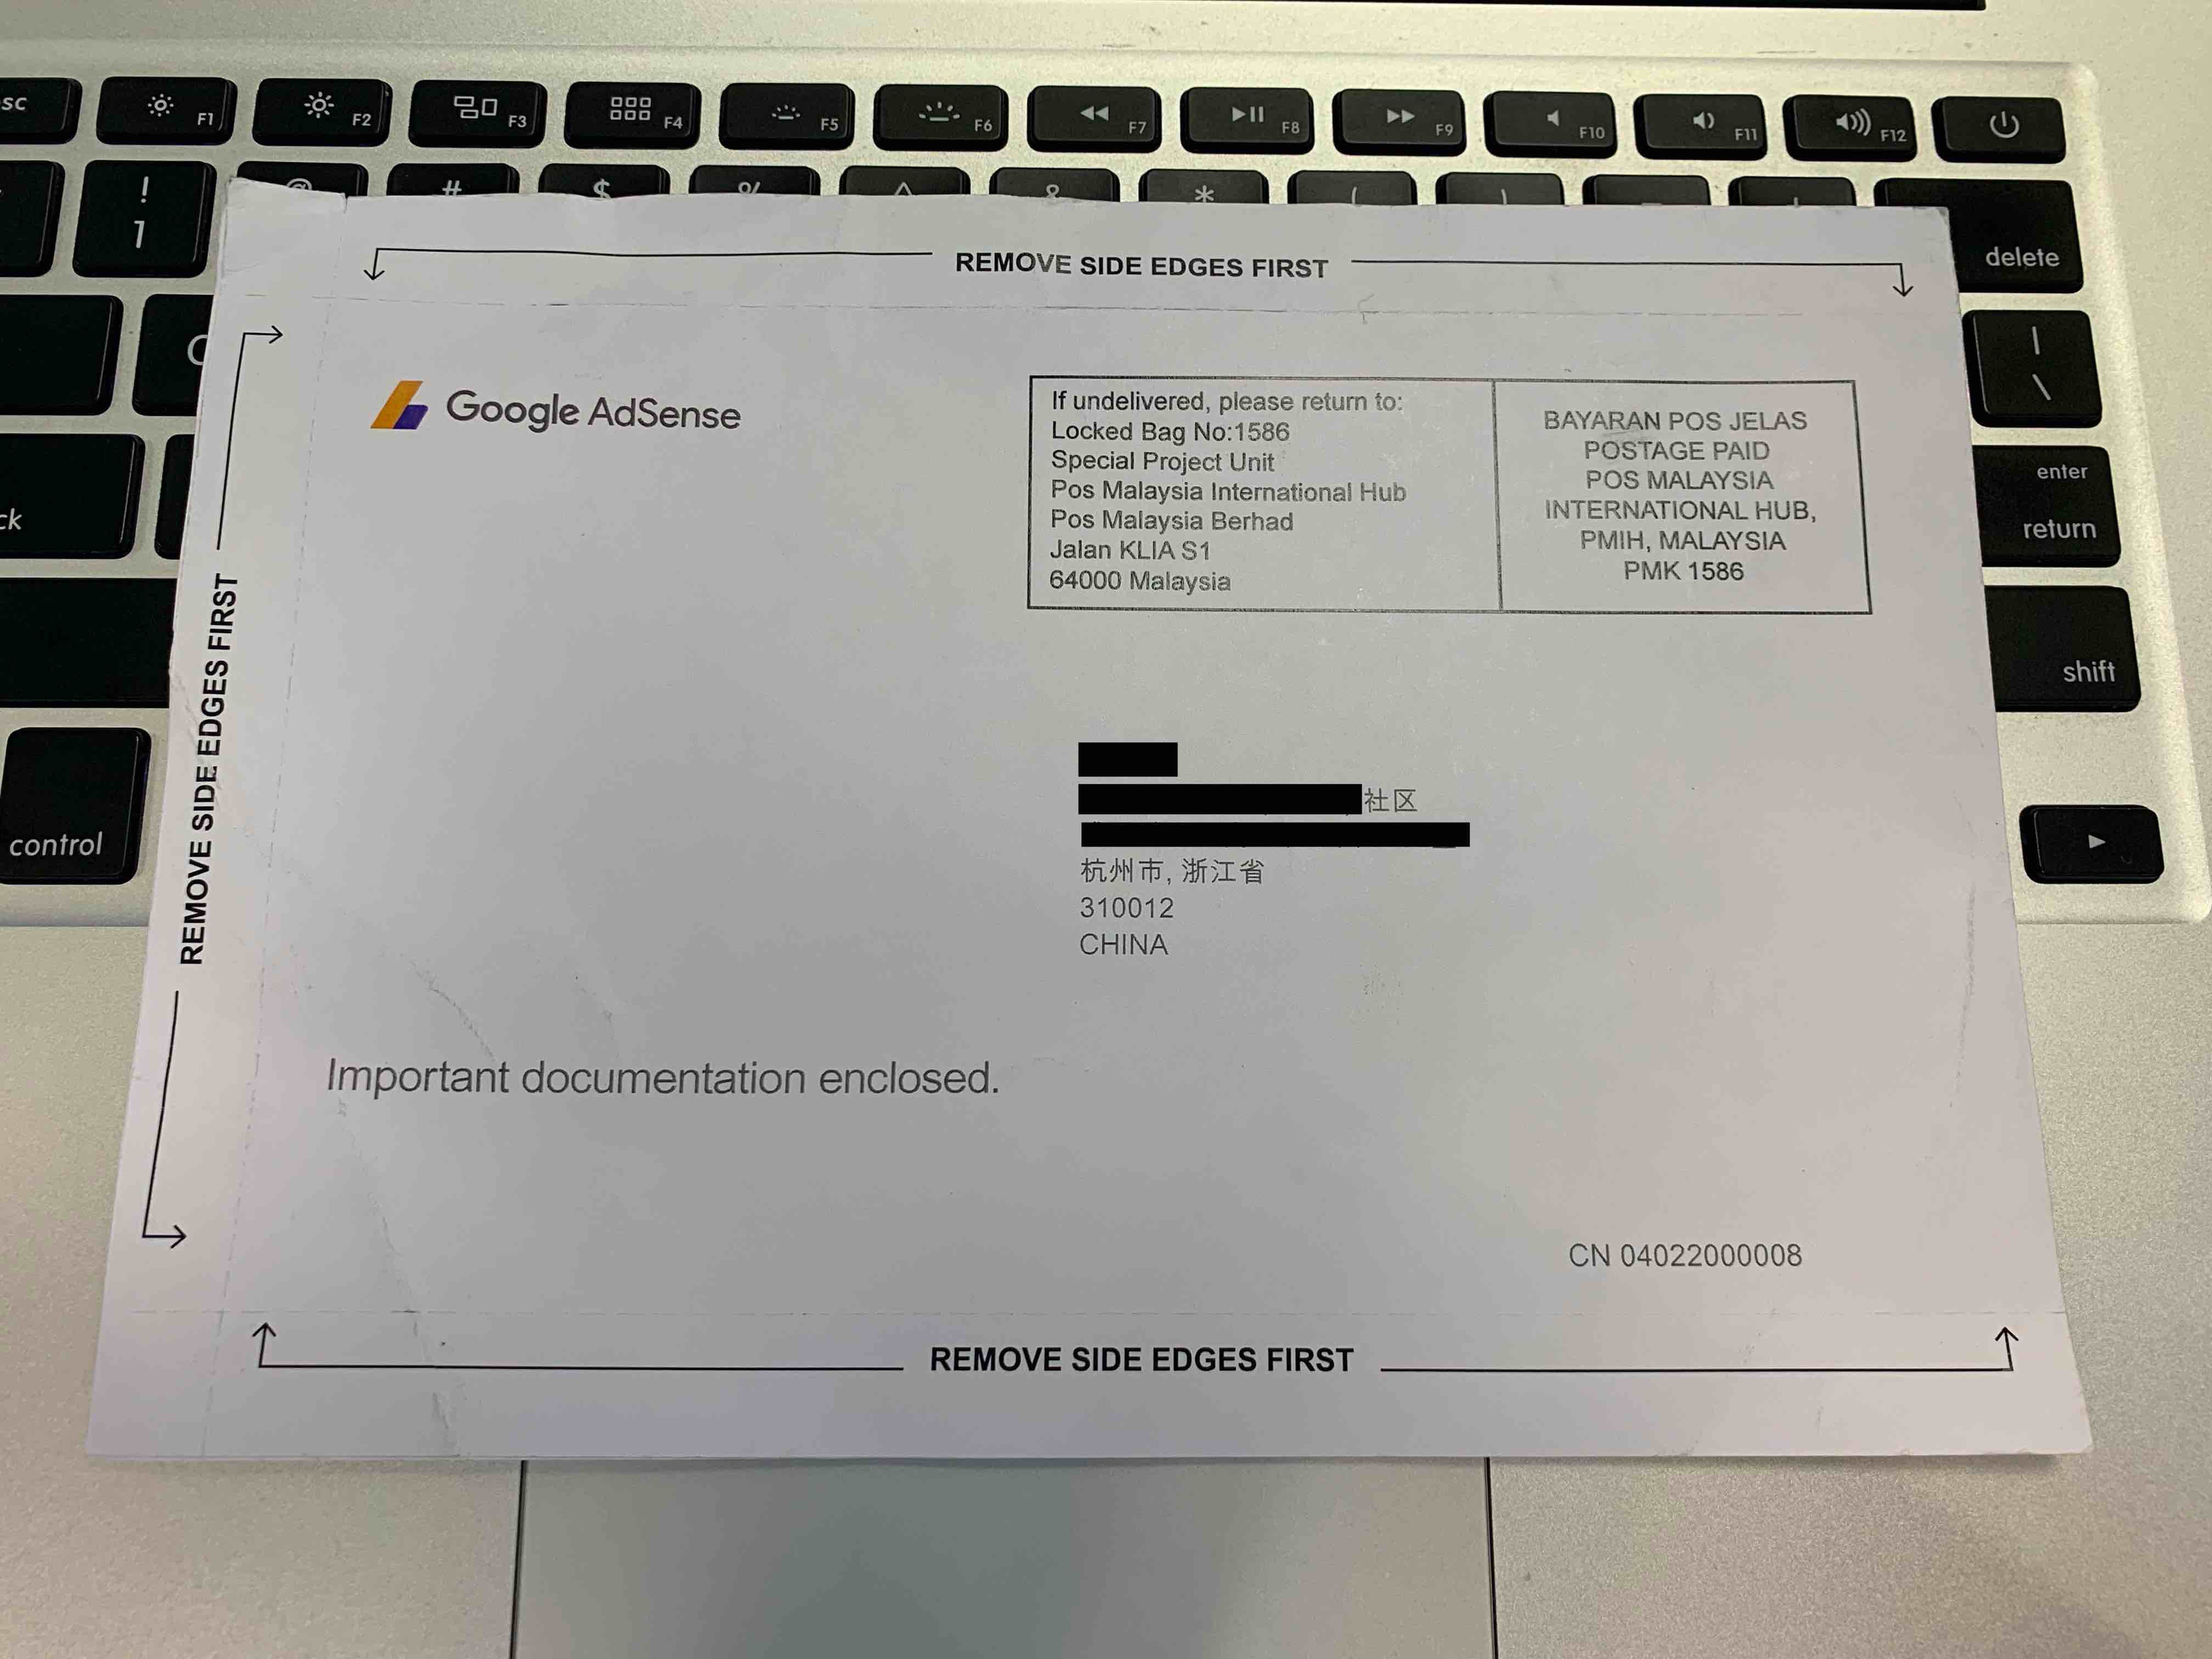 sc
F1
F2
F3
F4
F5
F6
F7
F8
F9
F10
F11
F12
!
1
@
#
$
%
^
&
*
(
)
delete
|
\
enter
return
shift
ck
control
REMOVE SIDE EDGES FIRST
REMOVE SIDE EDGES FIRST
Google AdSense
If undelivered, please return to:
Locked Bag No:1586
Special Project Unit
Pos Malaysia International Hub
Pos Malaysia Berhad
Jalan KLIA S1
64000 Malaysia
BAYARAN POS JELAS
POSTAGE PAID
POS MALAYSIA
INTERNATIONAL HUB,
PMIH, MALAYSIA
PMK 1586
社区
杭州市, 浙江省
310012
CHINA
Important documentation enclosed.
CN 04022000008
REMOVE SIDE EDGES FIRST